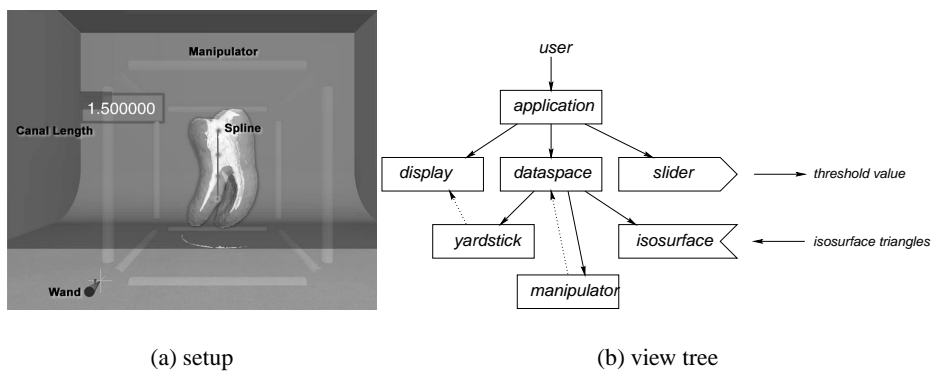 Manipulator
1.500000
Canal Length
Spline
Wand
(a) setup
user
application
display
dataspace
slider
threshold value
yardstick
isosurface
isosurface triangles
manipulator
(b) view tree